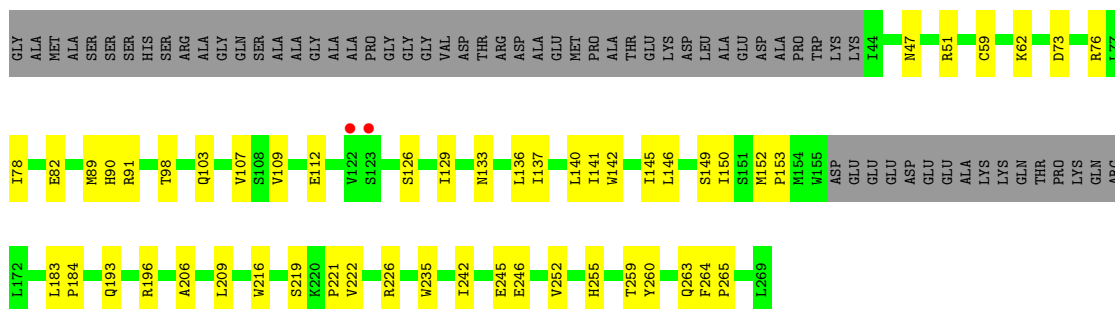 GLY ALA MET ALA SER SER SER HIS SER ARG ALA GLY GLN SER ALA ALA GLY ALA ALA PRO GLY GLY GLY VAL ASP THR ARG ASP ALA GLU MET PRO ALA THR GLU LYS ASP LEU ALA GLU ASP ALA PRO TRP LYS LYS I44 N47 R51 C59 K62 D73 R76 L77
I78 E82 M89 H90 R91 T98 Q103 V107 S108 V109 E112 V122 S123 S126 I129 N133 L136 I137 L140 I141 W142 I145 L146 S149 I150 S151 M152 P153 M154 W155 ASP GLU GLU GLU ASP GLU GLU ALA LYS LYS GLN THR PRO LYS GLN ARG
L172 L183 P184 Q193 R196 A206 L209 W216 S219 K220 P221 V222 R226 W235 I242 E245 E246 V252 H255 T259 Y260 Q263 F264 P265 L269